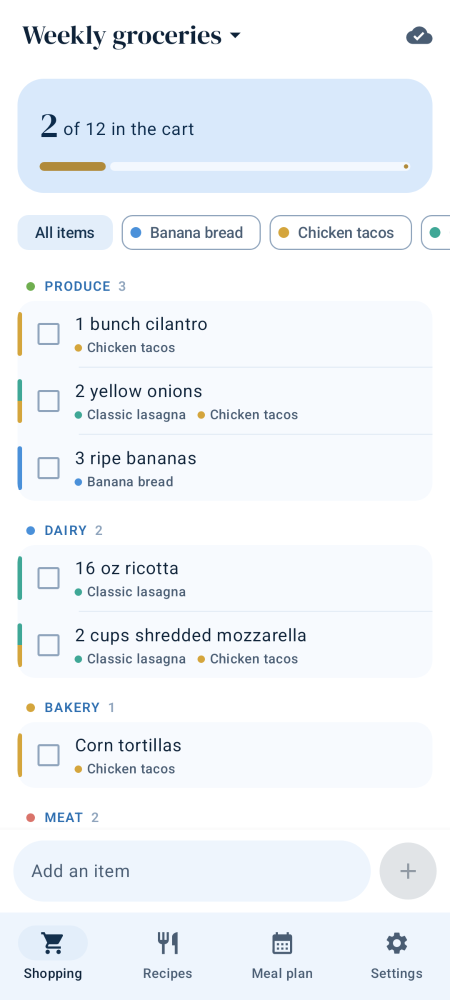 Weekly groceries
2 of 12 in the cart
All items
Banana bread
Chicken tacos
PRODUCE 3
1 bunch cilantro
Chicken tacos
2 yellow onions
Classic lasagna Chicken tacos
3 ripe bananas
Banana bread
DAIRY 2
16 oz ricotta
Classic lasagna
2 cups shredded mozzarella
Classic lasagna Chicken tacos
BAKERY 1
Corn tortillas
Chicken tacos
MEAT 2
Add an item
Shopping
Recipes
Meal plan
Settings